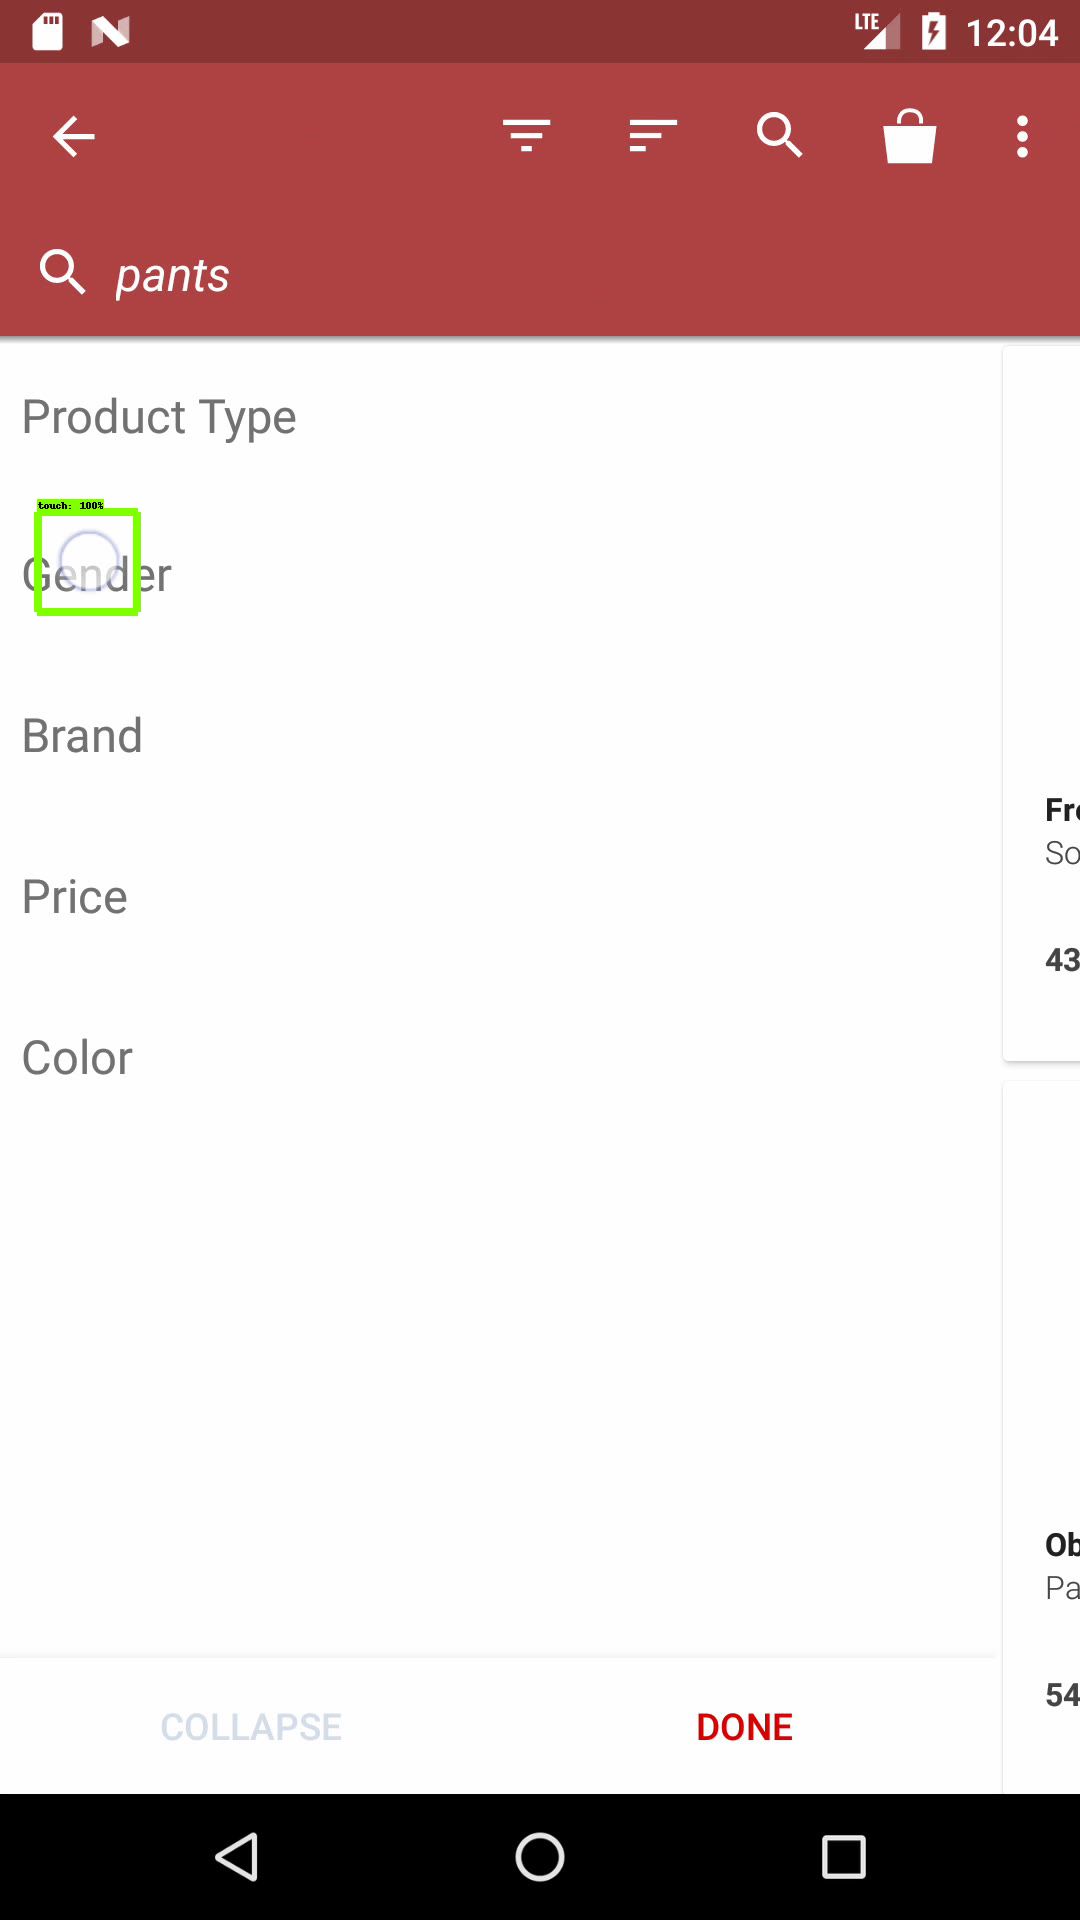 LTE 12:04
pants
Product Type
touch: 100%
Gender
Brand
Fre
So
Price
43
Color
Ob
Pa
54
COLLAPSE DONE